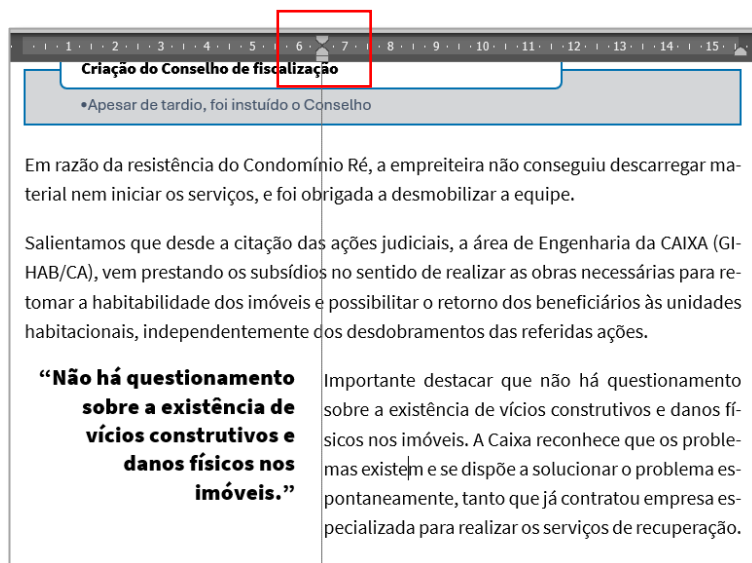 1 2 3 4 5 6 7 8 9 10 11 12 13 14 15
Criação do Conselho de fiscalização
•Apesar de tardio, foi instuído o Conselho
Em razão da resistência do Condomínio Ré, a empreiteira não conseguiu descarregar ma-
terial nem iniciar os serviços, e foi obrigada a desmobilizar a equipe.
Salientamos que desde a citação das ações judiciais, a área de Engenharia da CAIXA (GI-
HAB/CA), vem prestando os subsídios no sentido de realizar as obras necessárias para re-
tomar a habitabilidade dos imóveis e possibilitar o retorno dos beneficiários às unidades
habitacionais, independentemente dos desdobramentos das referidas ações.
“Não há questionamento
sobre a existência de
vícios construtivos e
danos físicos nos
imóveis.”
Importante destacar que não há questionamento
sobre a existência de vícios construtivos e danos fí-
sicos nos imóveis. A Caixa reconhece que os proble-
mas existem e se dispõe a solucionar o problema es-
pontaneamente, tanto que já contratou empresa es-
pecializada para realizar os serviços de recuperação.